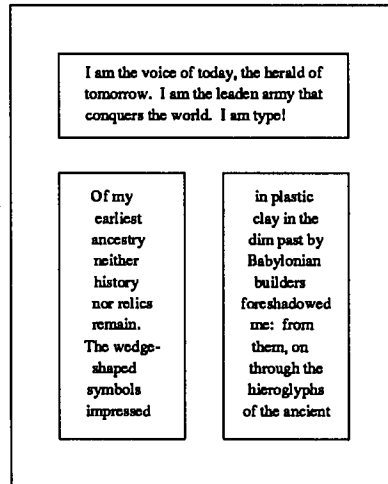 I am the voice of today, the herald of
tomorrow. I am the leaden army that
conquers the world. I am type!
Of my
earliest
ancestry
neither
history
nor relics
remain.
The wedge-
shaped
symbols
impressed
in plastic
clay in the
dim past by
Babylonian
builders
foreshadowed
me: from
them, on
through the
hieroglyphs
of the ancient